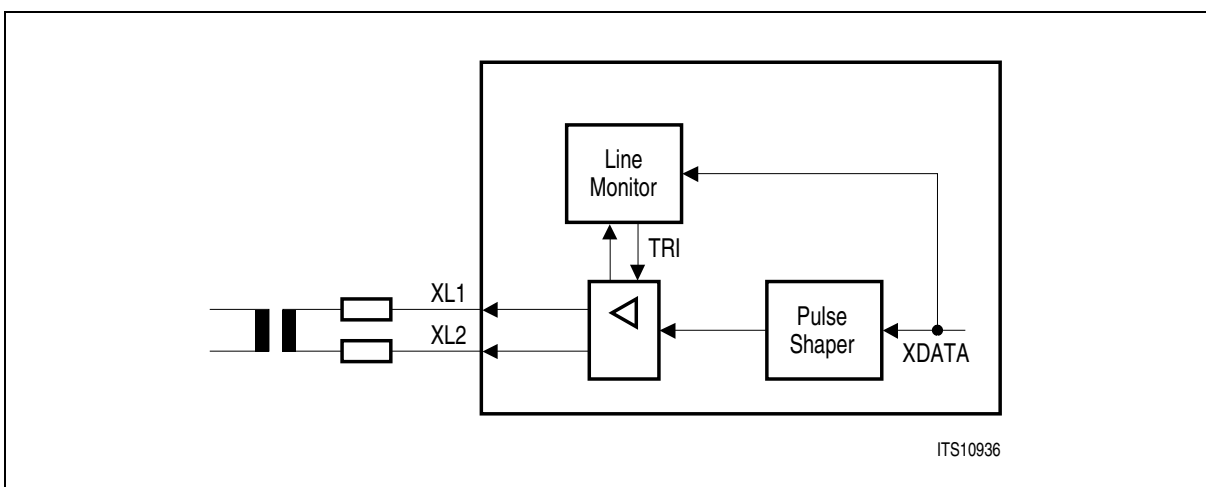 Line
Monitor
TRI
XL1
XL2
Pulse
Shaper
XDATA
ITS10936